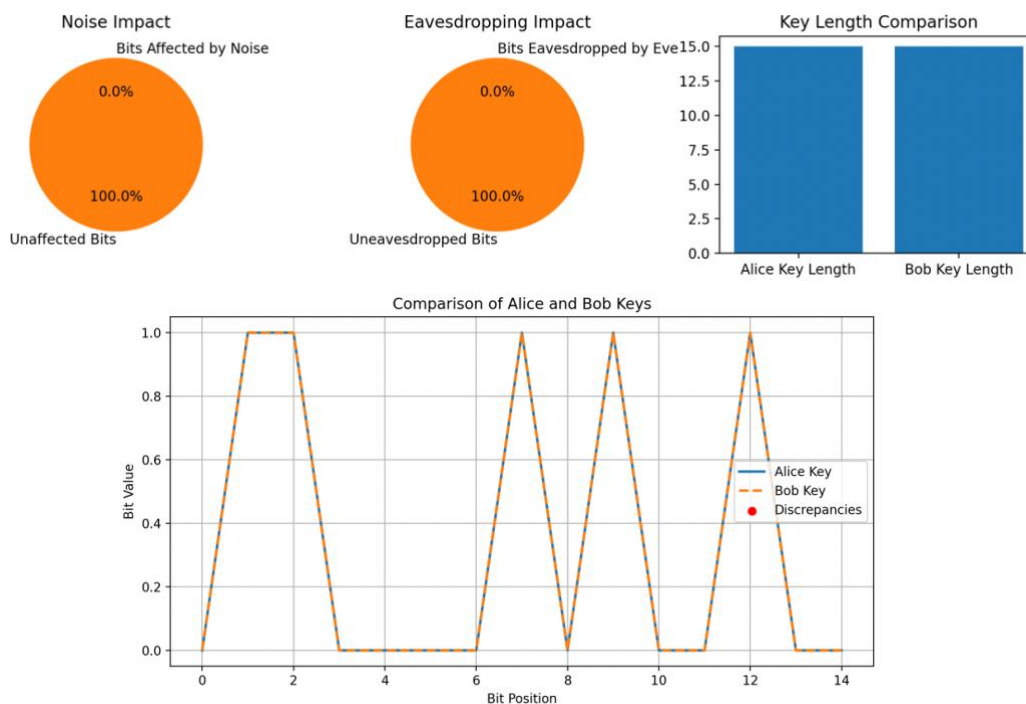 Noise Impact
Bits Affected by Noise
0.0%
100.0%
Unaffected Bits
Eavesdropping Impact
Bits Eavesdropped by Eve
0.0%
100.0%
Uneavesdropped Bits
Key Length Comparison
15.0
12.5
10.0
7.5
5.0
2.5
0.0
Alice Key Length
Bob Key Length
Comparison of Alice and Bob Keys
Bit Value
1.0
0.8
0.6
0.4
0.2
0.0
Alice Key
Bob Key
Discrepancies
0 2 4 6 8 10 12 14
Bit Position